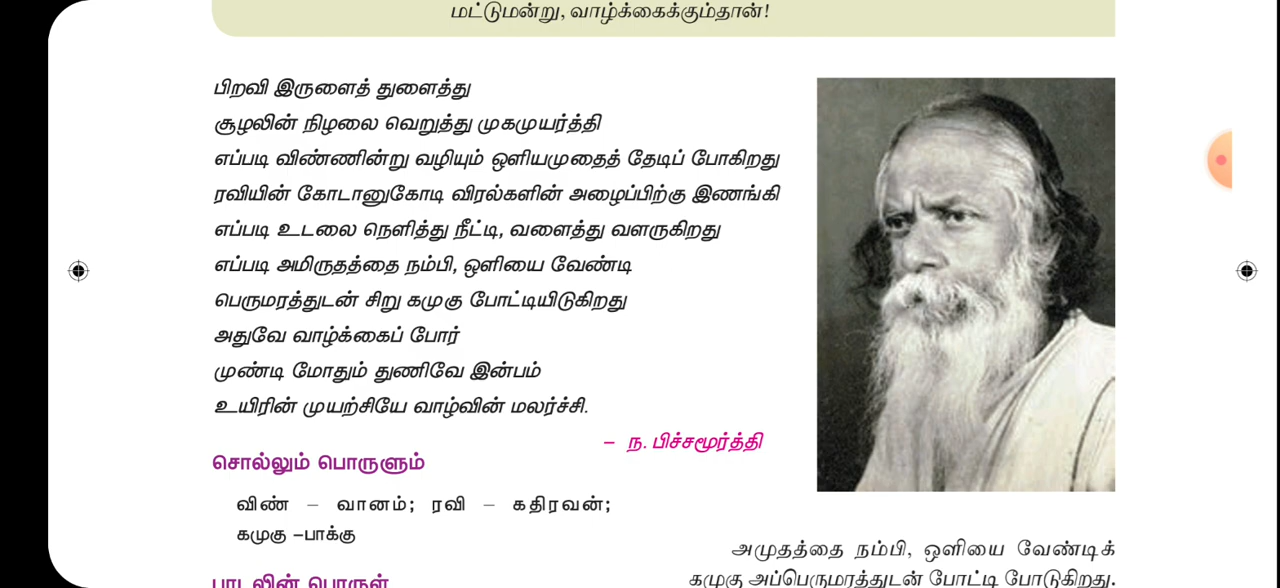 மட்டுமன்று, வாழ்க்கைக்கும்தான்!
பிறவி இருளைத் துளைத்து
சூழலின் நிழலை வெறுத்து முகமுயர்த்தி
எப்படி விண்ணின்று வழியும் ஒளியமுதைத் தேடிப் போகிறது
ரவியின் கோடானுகோடி விரல்களின் அழைப்பிற்கு இணங்கி
எப்படி உடலை நெளித்து நீட்டி, வளைத்து வளருகிறது
எப்படி அமிருதத்தை நம்பி, ஒளியை வேண்டி
பெருமரத்துடன் சிறு கமுகு போட்டியிடுகிறது
அதுவே வாழ்க்கைப் போர்
முண்டி மோதும் துணிவே இன்பம்
உயிரின் முயற்சியே வாழ்வின் மலர்ச்சி.
– ந. பிச்சமூர்த்தி
சொல்லும் பொருளும்
விண் – வானம்; ரவி – கதிரவன்;
கமுகு –பாக்கு
பாடலின் பொருள்
அமுதத்தை நம்பி, ஒளியை வேண்டிக்
கமுகு அப்பெருமரத்துடன் போட்டி போடுகிறது.